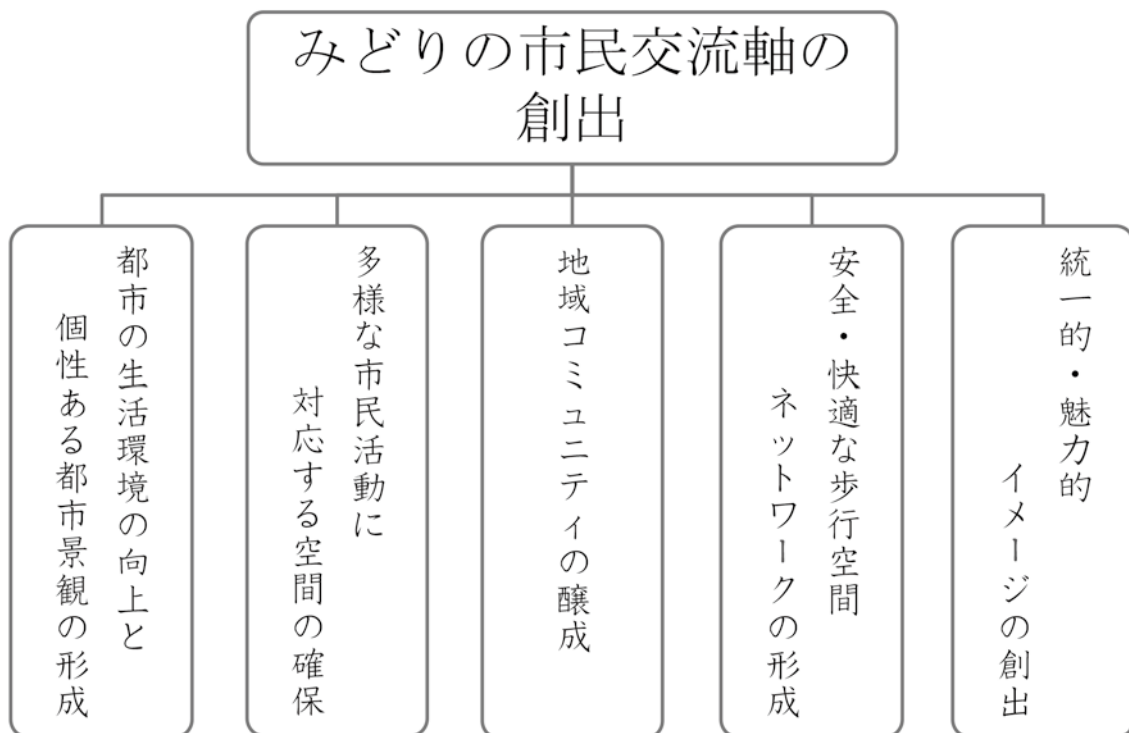 みどりの市民交流軸の
創出
都市の生活環境の向上と
個性ある都市景観の形成
多様な市民活動に
対応する空間の確保
地域コミュニティの醸成
安全・快適な歩行空間
ネットワークの形成
統一的・魅力的
イメージの創出